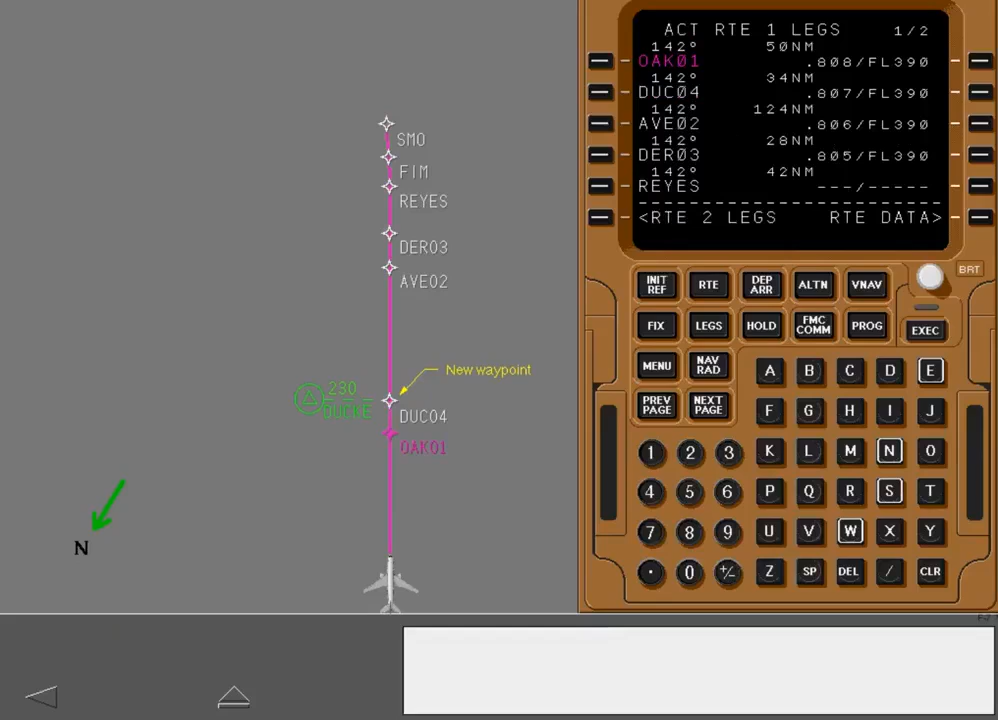 ACT RTE 1 LEGS 1/2
142° 50NM
OAK01 .808/FL390
142° 34NM
DUC04 .807/FL390
142° 124NM
AVE02 .806/FL390
142° 28NM
DER03 .805/FL390
142° 42NM
REYES ---/-----
<RTE 2 LEGS RTE DATA>
SMO
FIM
REYES
DER03
AVE02
New waypoint
230
DUCKE
DUC04
OAK01
N
BRT
INIT REF
RTE
DEP ARR
ALTN
VNAV
FIX
LEGS
HOLD
FMC COMM
PROG
EXEC
MENU
NAV RAD
PREV PAGE
NEXT PAGE
A B C D E
F G H I J
1 2 3 K L M N O
4 5 6 P Q R S T
7 8 9 U V W X Y
. 0 +/- Z SP DEL / CLR